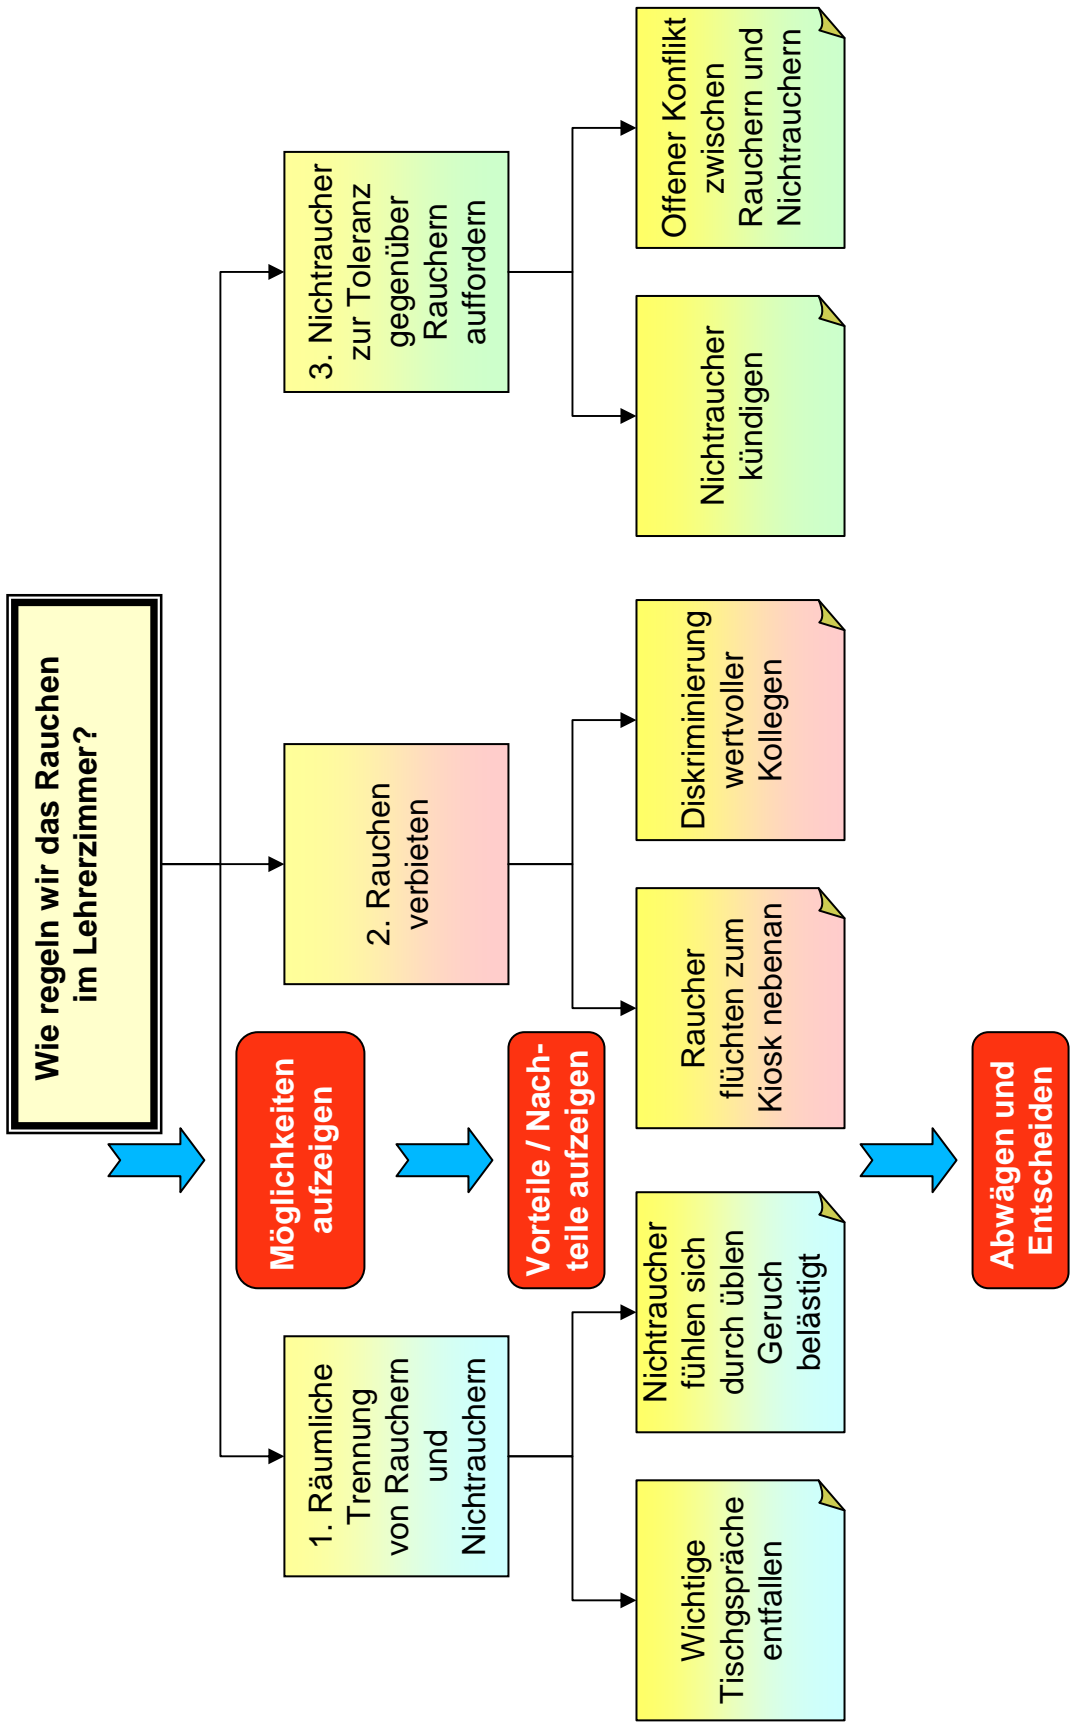 Wie regeln wir das Rauchen
im Lehrerzimmer?
Möglichkeiten
aufzeigen
1. Räumliche
Trennung
von Rauchern
und
Nichtrauchern
2. Rauchen
verbieten
3. Nichtraucher
zur Toleranz
gegenüber
Rauchern
auffordern
Vorteile / Nach-
teile aufzeigen
Wichtige
Tischgspräche
entfallen
Nichtraucher
fühlen sich
durch üblen
Geruch
belästigt
Raucher
flüchten zum
Kiosk nebenan
Diskriminierung
wertvoller
Kollegen
Nichtraucher
kündigen
Offener Konflikt
zwischen
Rauchern und
Nichtrauchern
Abwägen und
Entscheiden